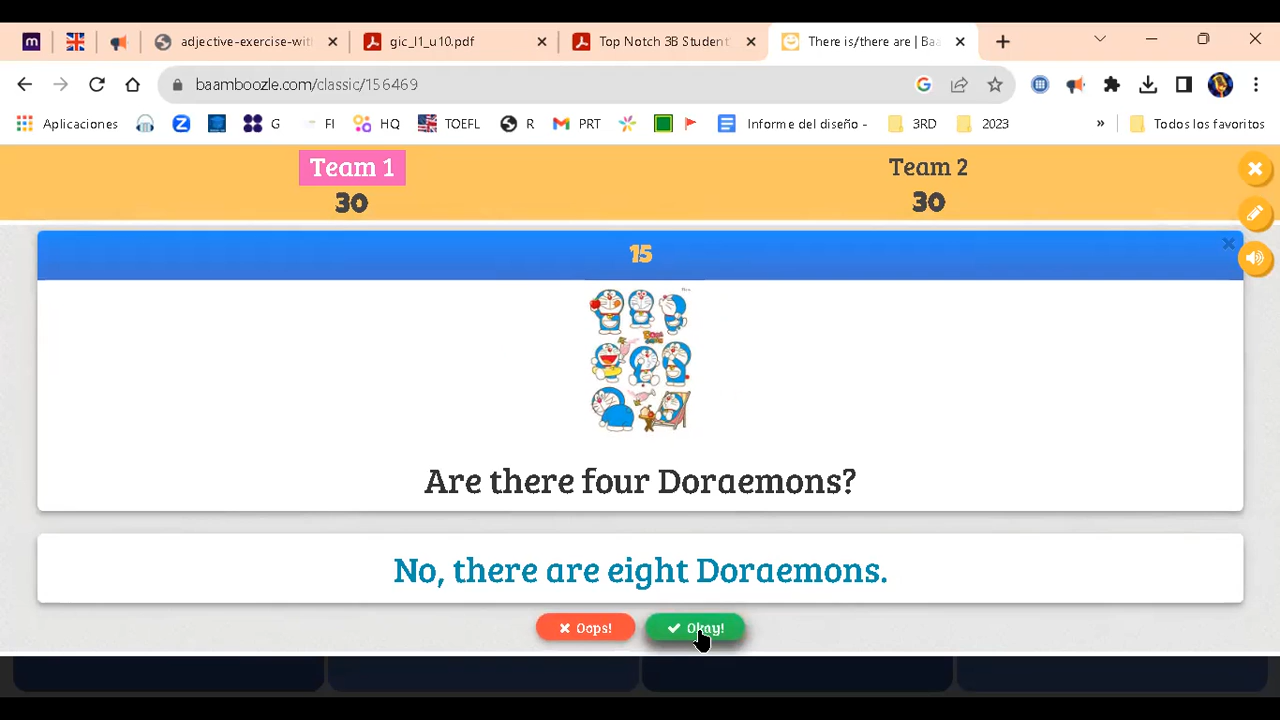 adjective-exercise-wit
gic_l1_u10.pdf
Top Notch 3B Student
There is/there are | Baa
baamboozle.com/classic/156469
Aplicaciones
G
FI
HQ
TOEFL
R
PRT
Informe del diseño -
3RD
2023
»
Todos los favoritos
Team 1
30
Team 2
30
15
Are there four Doraemons?
No, there are eight Doraemons.
Oops!
Okay!